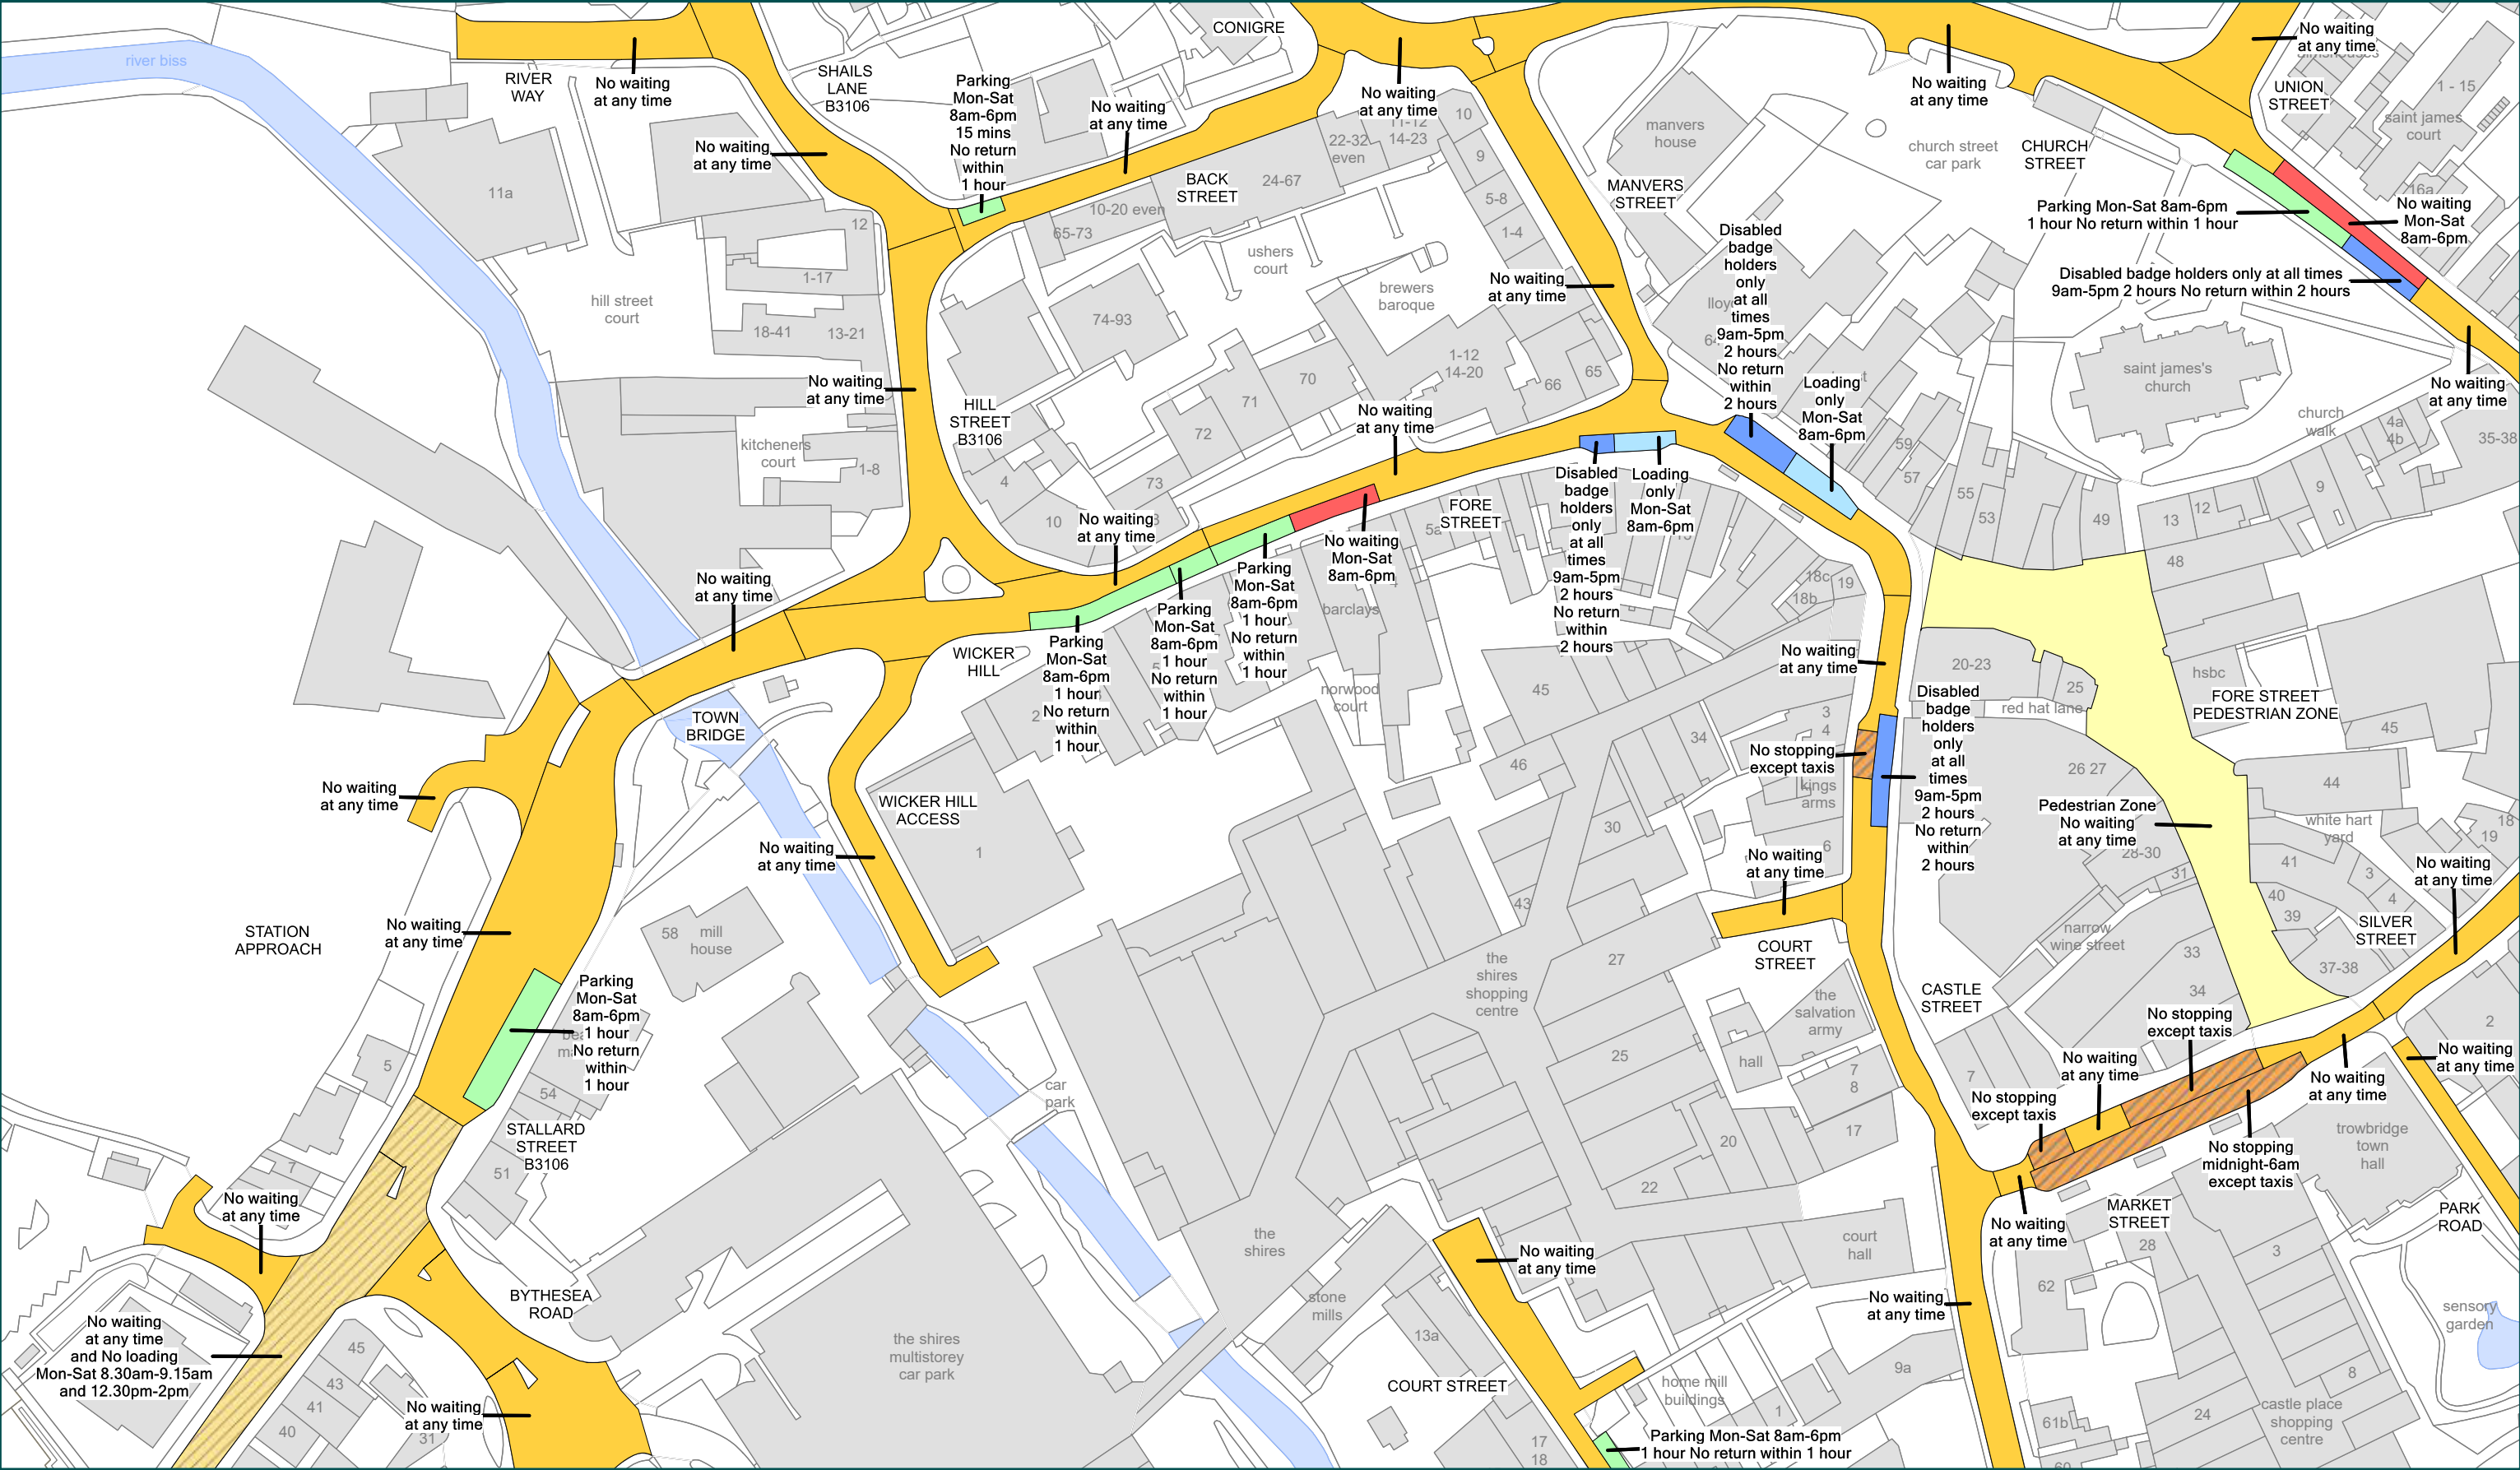 river biss
RIVER
WAY
No waiting
at any time
SHAILS
LANE
B3106
CONIGRE
Parking
Mon-Sat
8am-6pm
15 mins
No return
within
1 hour
No waiting
at any time
No waiting
at any time
No waiting
at any time
No waiting
at any time
UNION
STREET
1 - 15
saint james
court
16a
No waiting
at any time
11a
12
1-17
18-41
13-21
hill street
court
65-73
10-20 even
BACK
STREET
24-67
22-32
even
11-12
14-23
10
9
5-8
1-4
manvers
house
MANVERS
STREET
church street
car park
CHURCH
STREET
Parking Mon-Sat 8am-6pm
1 hour No return within 1 hour
No waiting
Mon-Sat
8am-6pm
Disabled badge holders only at all times
9am-5pm 2 hours No return within 2 hours
No waiting
at any time
saint james's
church
church
walk
4a
4b
35-38
ushers
court
74-93
brewers
baroque
1-12
14-20
70
71
72
73
66
65
No waiting
at any time
Disabled
badge
holders
only
at all
times
9am-5pm
2 hours
No return
within
2 hours
Loading
only
Mon-Sat
8am-6pm
59
57
55
53
49
13
12
9
No waiting
at any time
kitcheners
court
1-8
HILL
STREET
B3106
4
10
No waiting
at any time
No waiting
at any time
FORE
STREET
5a
No waiting
Mon-Sat
8am-6pm
Disabled
badge
holders
only
at all
times
9am-5pm
2 hours
No return
within
2 hours
Loading
only
Mon-Sat
8am-6pm
18c
18b
19
No waiting
at any time
TOWN
BRIDGE
WICKER
HILL
Parking
Mon-Sat
8am-6pm
1 hour
No return
within
1 hour
Parking
Mon-Sat
8am-6pm
1 hour
No return
within
1 hour
Parking
Mon-Sat
8am-6pm
1 hour
No return
within
1 hour
barclays
norwood
court
45
46
34
30
43
No waiting
at any time
3
4
No stopping
except taxis
kings
arms
6
20-23
25
red hat lane
48
hsbc
FORE STREET
PEDESTRIAN ZONE
45
44
Disabled
badge
holders
only
at all
times
9am-5pm
2 hours
No return
within
2 hours
26 27
Pedestrian Zone
No waiting
at any time
28-30
31
white hart
yard
18
19
41
3
4
40
39
37-38
No waiting
at any time
SILVER
STREET
No waiting
at any time
WICKER HILL
ACCESS
1
No waiting
at any time
STATION
APPROACH
No waiting
at any time
58
mill
house
Parking
Mon-Sat
8am-6pm
1 hour
No return
within
1 hour
5
54
STALLARD
STREET
B3106
51
7
car
park
the
shires
shopping
centre
27
25
22
20
No waiting
at any time
COURT
STREET
the
salvation
army
hall
7
8
17
CASTLE
STREET
narrow
wine street
33
34
7
No stopping
except taxis
No waiting
at any time
No stopping
except taxis
No waiting
at any time
No waiting
at any time
2
No stopping
midnight-6am
except taxis
trowbridge
town
hall
No waiting
at any time
MARKET
STREET
28
62
3
PARK
ROAD
sensory
garden
8
24
castle place
shopping
centre
61b
60
No waiting
at any time
No waiting
at any time
and No loading
Mon-Sat 8.30am-9.15am
and 12.30pm-2pm
BYTHESEA
ROAD
45
43
41
40
31
No waiting
at any time
the shires
multistorey
car park
the
shires
stone
mills
13a
COURT STREET
17
18
No waiting
at any time
court
hall
No waiting
at any time
9a
home mill
buildings
1
Parking Mon-Sat 8am-6pm
1 hour No return within 1 hour